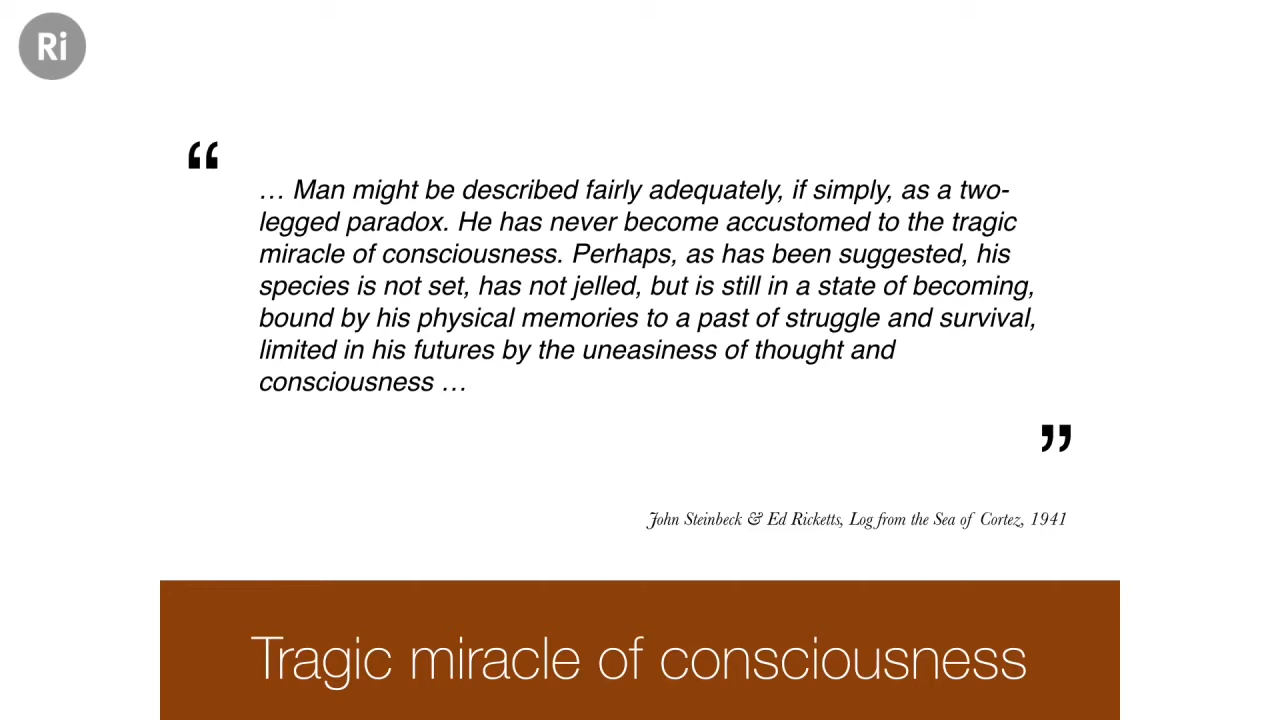 Ri
“
… Man might be described fairly adequately, if simply, as a two-
legged paradox. He has never become accustomed to the tragic
miracle of consciousness. Perhaps, as has been suggested, his
species is not set, has not jelled, but is still in a state of becoming,
bound by his physical memories to a past of struggle and survival,
limited in his futures by the uneasiness of thought and
consciousness …
”
John Steinbeck & Ed Ricketts, Log from the Sea of Cortez, 1941
Tragic miracle of consciousness